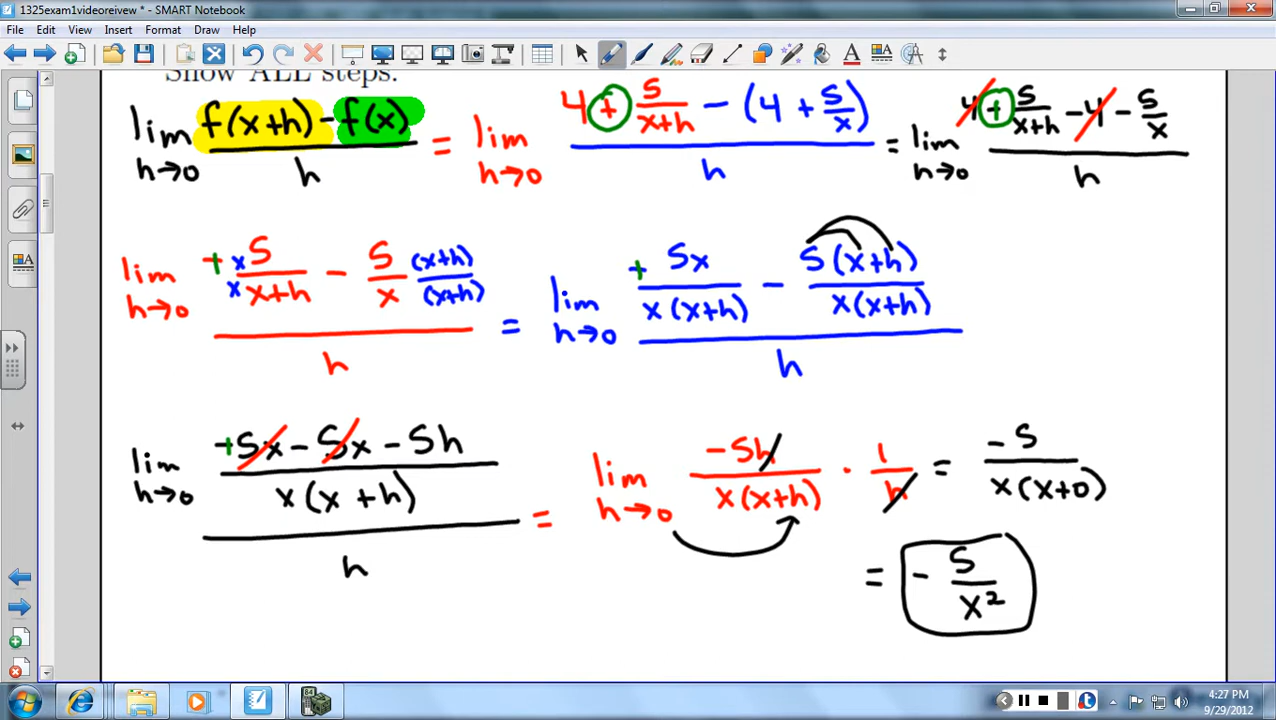 1325exam1videoreivew * - SMART Notebook
File Edit View Insert Format Draw Help
Show ALL steps.
lim h→0 f(x+h)-f(x) / h = lim h→0 4 + 5/(x+h) - (4 + 5/x) / h = lim h→0 4 + 5/(x+h) - 4 - 5/x / h
lim h→0 + x 5 / x x+h - 5/x (x+h)/(x+h) / h = lim h→0 + 5x / x(x+h) - 5(x+h) / x(x+h) / h
lim h→0 +5x - 5x - 5h / x(x+h) / h = lim h→0 -5h / x(x+h) · 1/h = -5 / x(x+0)
= - 5 / x²
4:27 PM
9/29/2012